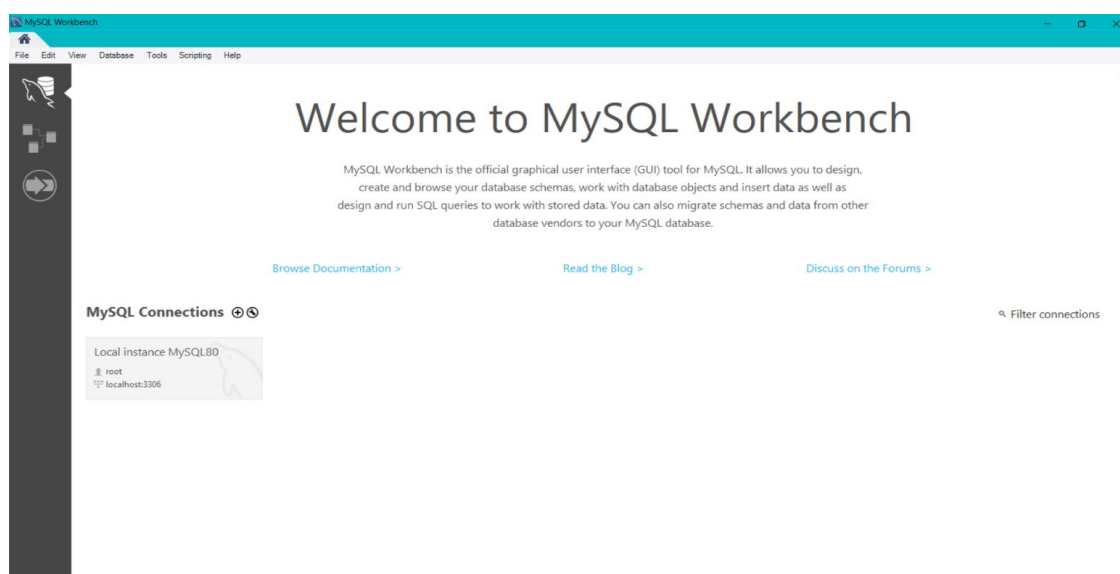 MySQL Workbench
File Edit View Database Tools Scripting Help
Welcome to MySQL Workbench
MySQL Workbench is the official graphical user interface (GUI) tool for MySQL. It allows you to design,
create and browse your database schemas, work with database objects and insert data as well as
design and run SQL queries to work with stored data. You can also migrate schemas and data from other
database vendors to your MySQL database.
Browse Documentation > Read the Blog > Discuss on the Forums >
MySQL Connections Filter connections
Local instance MySQL80
root
localhost:3306